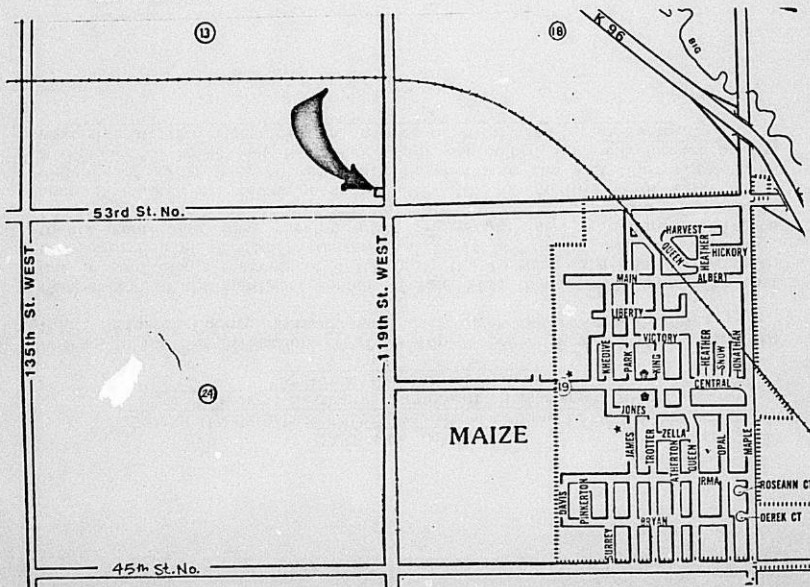 13
18
K 96
BIG
53rd St. No.
135th St. WEST
119th St. WEST
HARVEST
QUEEN
HEATHER
HICKORY
MAIN
ALBERT
LIBERTY
VICTORY
KHEDIVE
PARK
KING
HEATHER
SNOW
JONATHAN
19
CENTRAL
24
JONES
MAIZE
JAMES
TROTTER
ZELLA
ATHERTON
QUEEN
OPAL
MAPLE
IRMA
ROSEANN CT
DAVIS
PINKERTON
BRYAN
DEREK CT
SURREY
45th St. No.